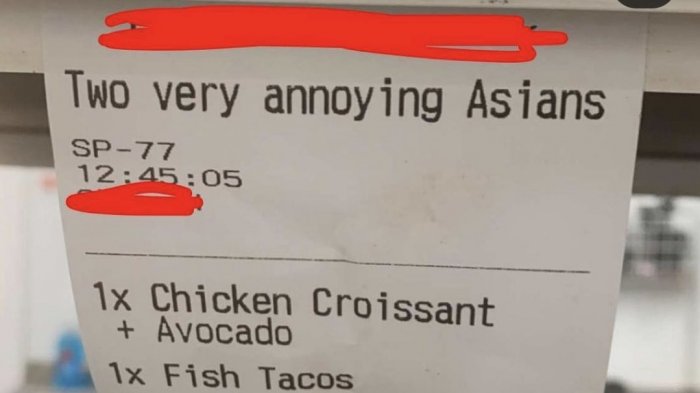 Two very annoying Asians
SP-77
12:45:05
1x Chicken Croissant
+ Avocado
1x Fish Tacos